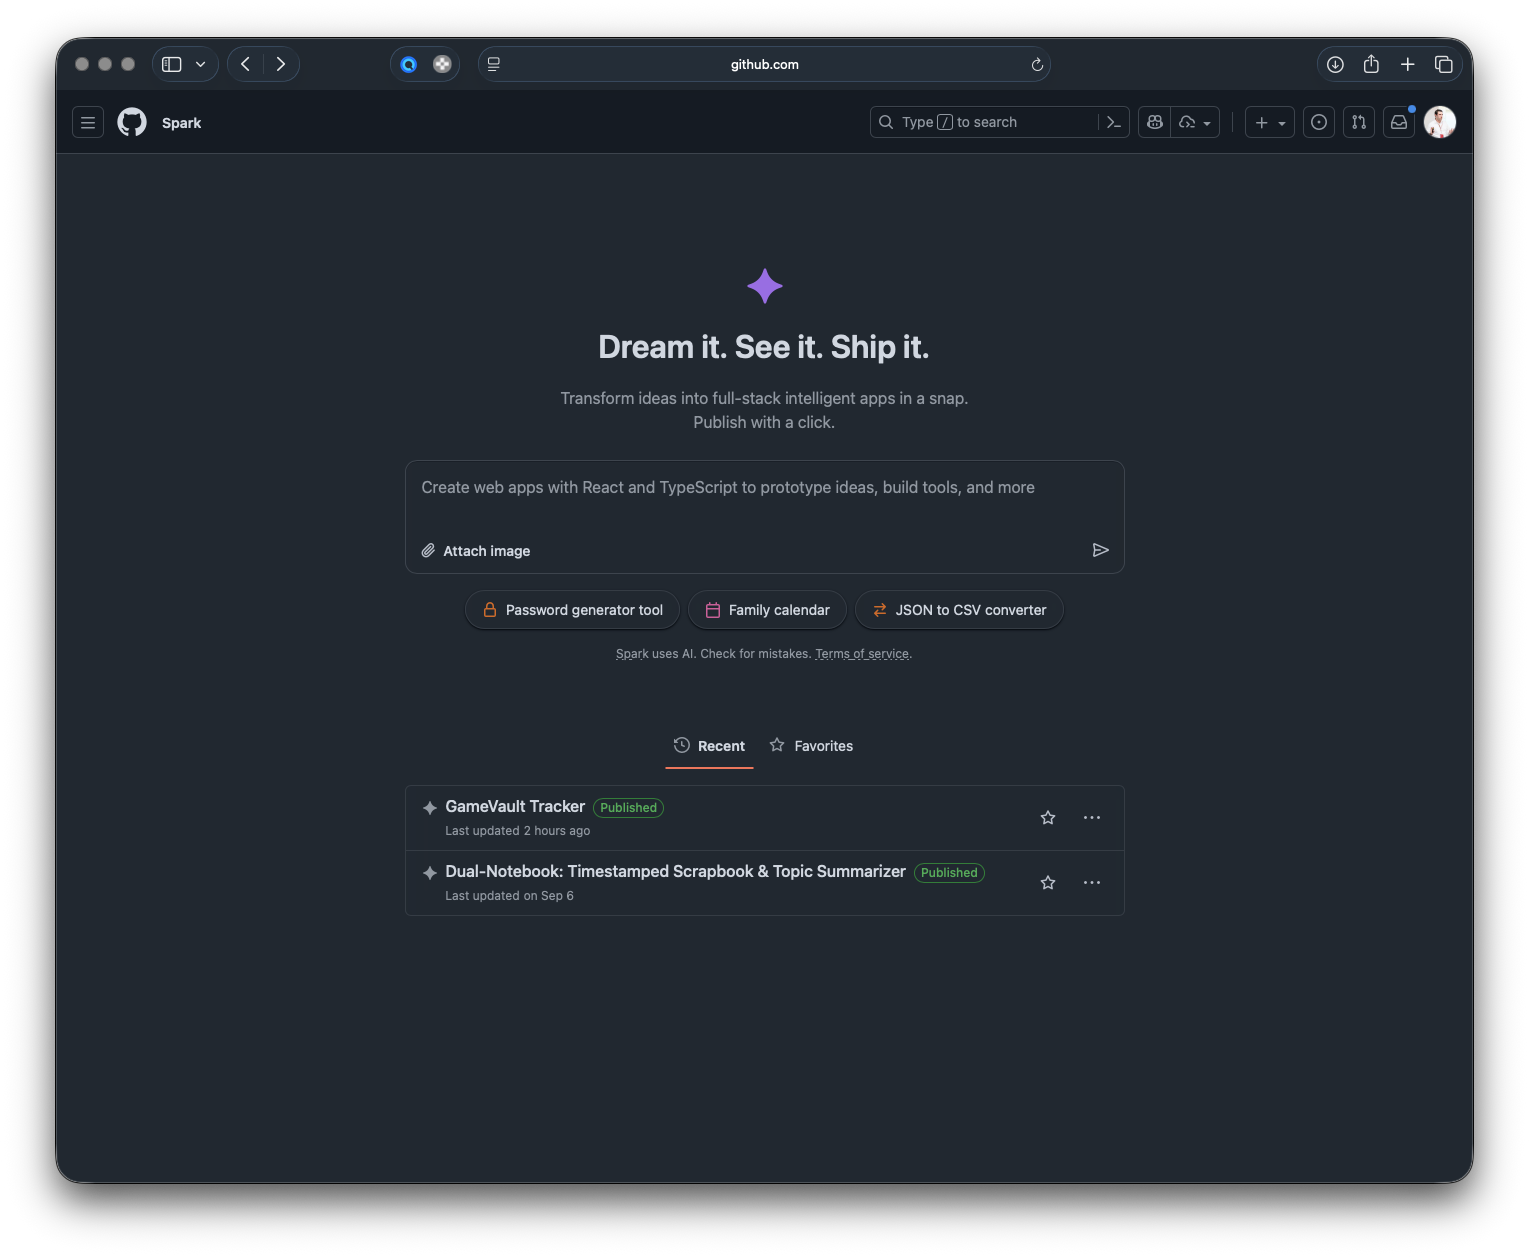 github.com
Spark
Type / to search
Dream it. See it. Ship it.
Transform ideas into full-stack intelligent apps in a snap.
Publish with a click.
Create web apps with React and TypeScript to prototype ideas, build tools, and more
Attach image
Password generator tool
Family calendar
JSON to CSV converter
Spark uses AI. Check for mistakes. Terms of service.
Recent
Favorites
GameVault Tracker Published
Last updated 2 hours ago
Dual-Notebook: Timestamped Scrapbook & Topic Summarizer Published
Last updated on Sep 6